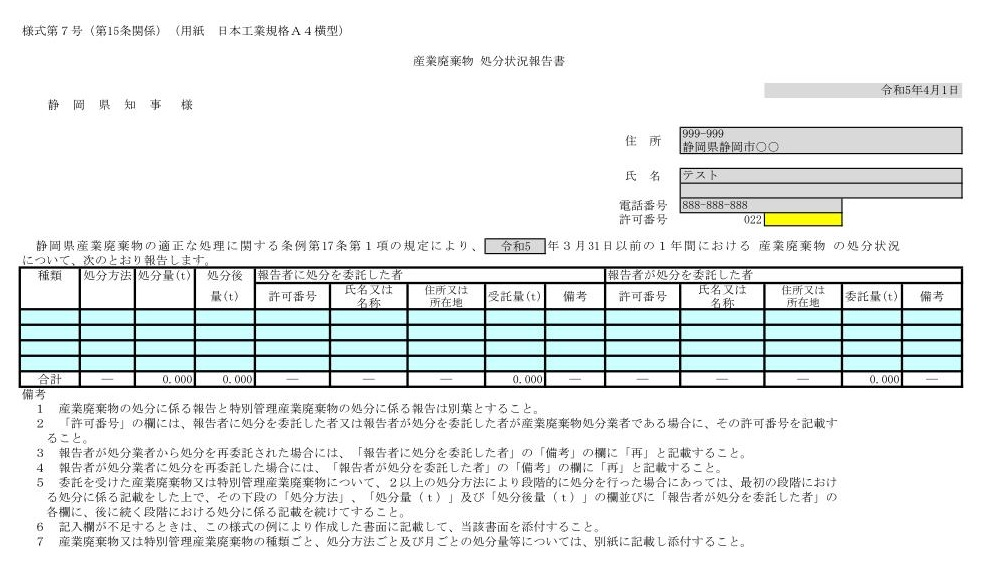 様式第7号（第15条関係）（用紙　日本工業規格Ａ４横型）
産業廃棄物 処分状況報告書
令和5年4月1日
静　岡　県　知　事　様
住　所
999-999
静岡県静岡市〇〇
氏　名
テスト
電話番号
888-888-888
許可番号
022
静岡県産業廃棄物の適正な処理に関する条例第17条第１項の規定により、 令和5 年３月31日以前の１年間における 産業廃棄物 の処分状況
について、次のとおり報告します。
種類 処分方法 処分量(t) 処分後量(t) 報告者に処分を委託した者 報告者が処分を委託した者
許可番号 氏名又は名称 住所又は所在地 受託量(t) 備考 許可番号 氏名又は名称 住所又は所在地 委託量(t) 備考
合計 ― 0.000 0.000 ― ― ― 0.000 ― ― ― ― 0.000 ―
備考
1　産業廃棄物の処分に係る報告と特別管理産業廃棄物の処分に係る報告は別葉とすること。
2　「許可番号」の欄には、報告者に処分を委託した者又は報告者が処分を委託した者が産業廃棄物処分業者である場合に、その許可番号を記載す
ること。
3　報告者が処分業者から処分を再委託された場合には、「報告者に処分を委託した者」の「備考」の欄に「再」と記載すること。
4　報告者が処分業者に処分を再委託した場合には、「報告者が処分を委託した者」の「備考」の欄に「再」と記載すること。
5　委託を受けた産業廃棄物又は特別管理産業廃棄物について、２以上の処分方法により段階的に処分を行った場合にあっては、最初の段階におけ
る処分に係る記載をした上で、その下段の「処分方法」、「処分量（ｔ）」及び「処分後量（ｔ）」の欄並びに「報告者が処分を委託した者」の
各欄に、後に続く段階における処分に係る記載を続けてすること。
6　記入欄が不足するときは、この様式の例により作成した書面に記載して、当該書面を添付すること。
7　産業廃棄物又は特別管理産業廃棄物の種類ごと、処分方法ごと及び月ごとの処分量等については、別紙に記載し添付すること。